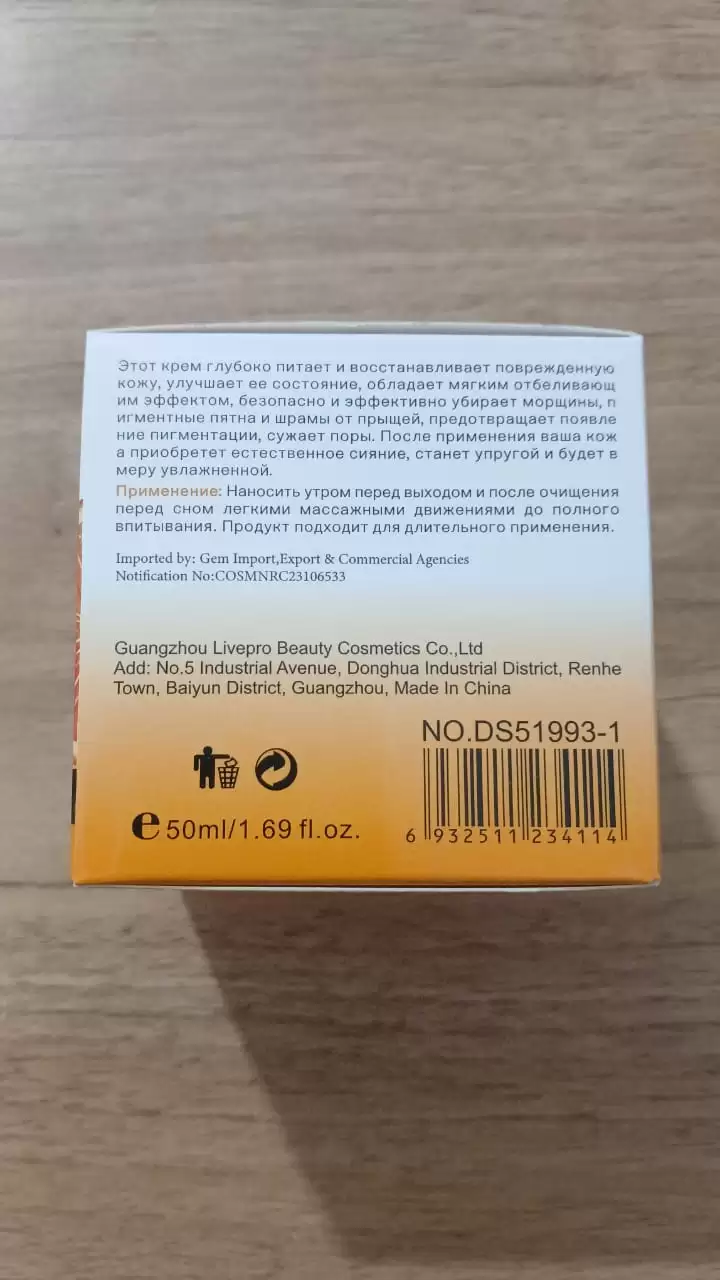 Этот крем глубоко питает и восстанавливает поврежденную
кожу, улучшает ее состояние, обладает мягким отбеливающ
им эффектом, безопасно и эффективно убирает морщины, п
игментные пятна и шрамы от прыщей, предотвращает появле
ние пигментации, сужает поры. После применения ваша кож
а приобретет естественное сияние, станет упругой и будет в
меру увлажненной.
Применение: Наносить утром перед выходом и после очищения
перед сном легкими массажными движениями до полного
впитывания. Продукт подходит для длительного применения.
Imported by: Gem Import,Export & Commercial Agencies
Notification No:COSMNRC23106533
Guangzhou Livepro Beauty Cosmetics Co.,Ltd
Add: No.5 Industrial Avenue, Donghua Industrial District, Renhe
Town, Baiyun District, Guangzhou, Made In China
NO.DS51993-1
e 50ml/1.69 fl.oz.
6 932511 234114